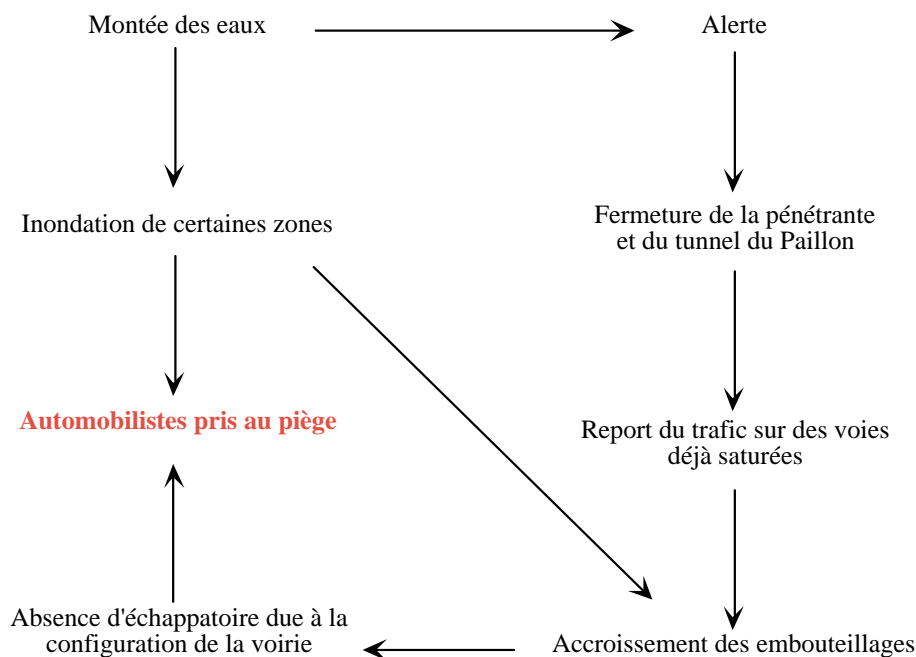 Montée des eaux
Alerte
Inondation de certaines zones
Fermeture de la pénétrante
et du tunnel du Paillon
Automobilistes pris au piège
Report du trafic sur des voies
déjà saturées
Absence d'échappatoire due à la
configuration de la voirie
Accroissement des embouteillages